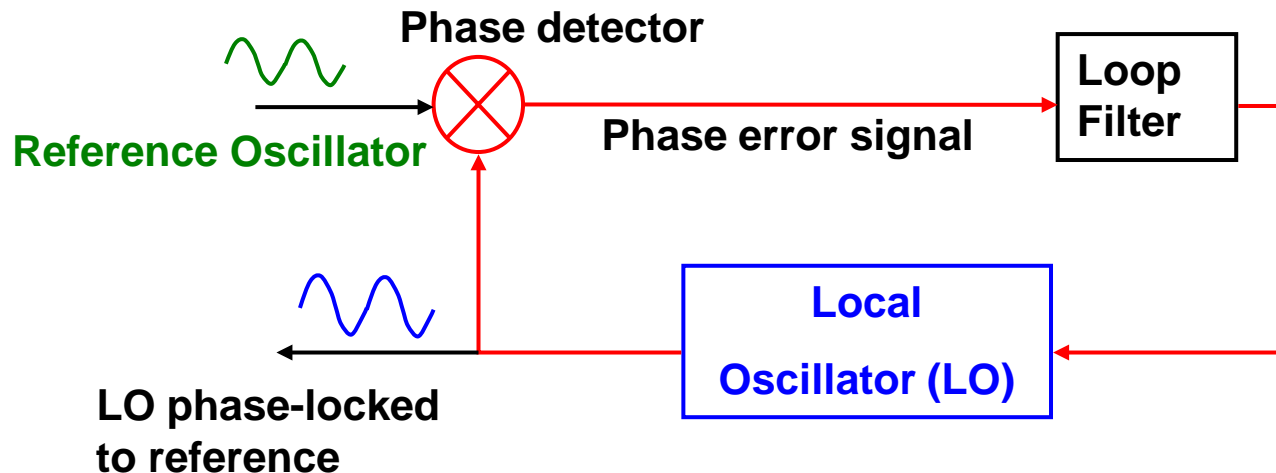 Phase detector
Loop
Filter
Reference Oscillator
Phase error signal
Local
Oscillator (LO)
LO phase-locked
to reference